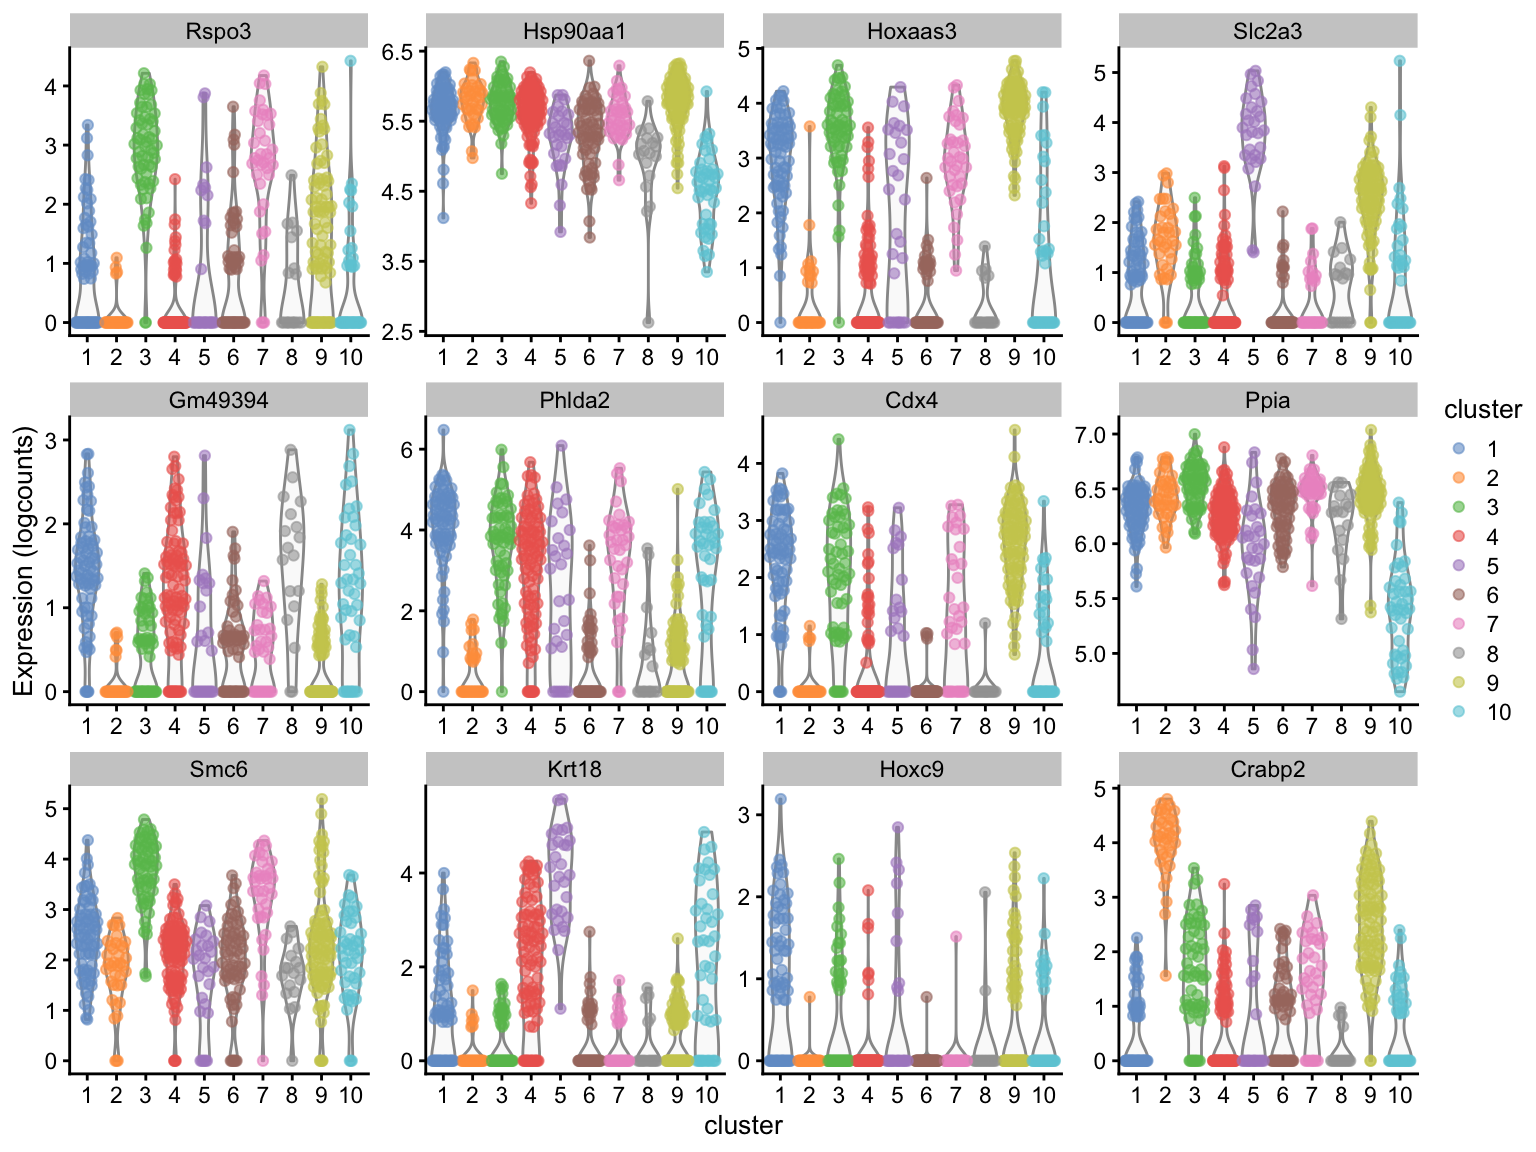 Rspo3 Hsp90aa1 Hoxaas3 Slc2a3
4 3 2 1 0
6.5 5.5 4.5 3.5 2.5
5 4 3 2 1 0
5 4 3 2 1 0
1 2 3 4 5 6 7 8 9 10 1 2 3 4 5 6 7 8 9 10 1 2 3 4 5 6 7 8 9 10 1 2 3 4 5 6 7 8 9 10
Gm49394 Phlda2 Cdx4 Ppia
Expression (logcounts)
3 2 1 0
6 4 2 0
4 3 2 1 0
7.0 6.5 6.0 5.5 5.0
1 2 3 4 5 6 7 8 9 10 1 2 3 4 5 6 7 8 9 10 1 2 3 4 5 6 7 8 9 10 1 2 3 4 5 6 7 8 9 10
Smc6 Krt18 Hoxc9 Crabp2
5 4 3 2 1 0
4 2 0
3 2 1 0
5 4 3 2 1 0
1 2 3 4 5 6 7 8 9 10 1 2 3 4 5 6 7 8 9 10 1 2 3 4 5 6 7 8 9 10 1 2 3 4 5 6 7 8 9 10
cluster
cluster
1
2
3
4
5
6
7
8
9
10